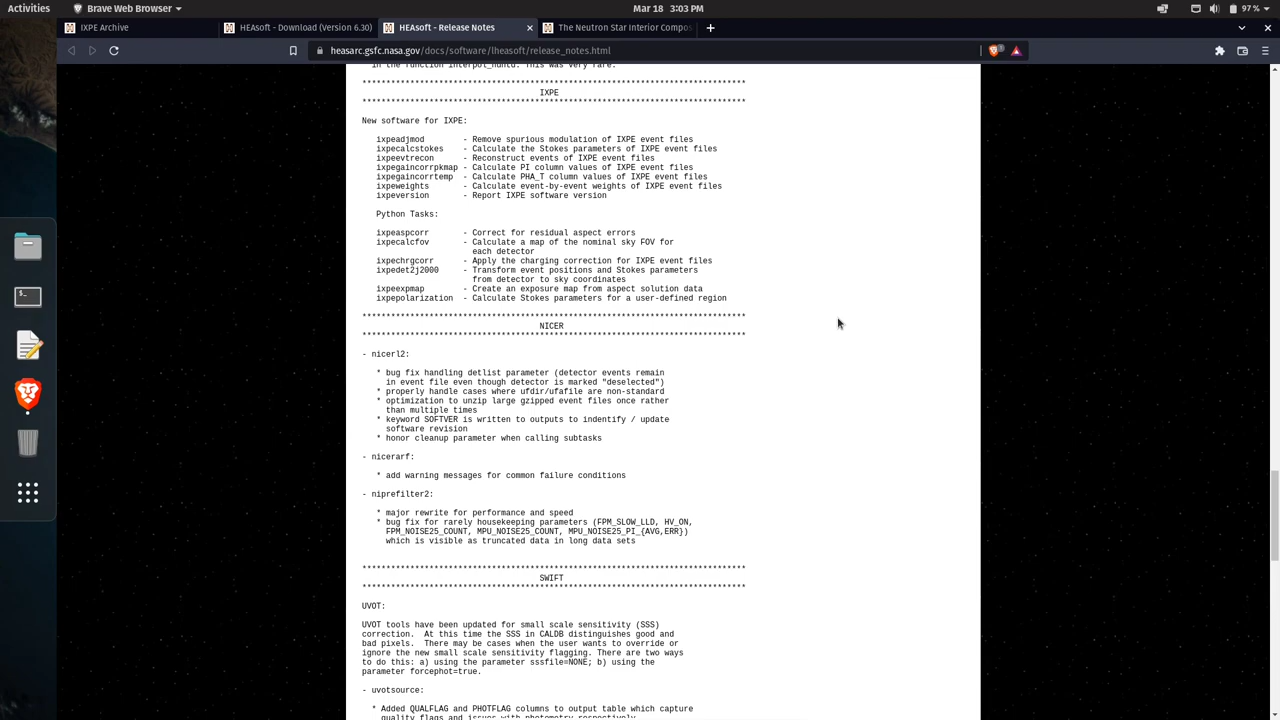 Activities
Brave Web Browser
Mar 18 3:03 PM
97 %
IXPE Archive
HEAsoft - Download (Version 6.30)
HEASoft - Release Notes
The Neutron Star Interior Compos
heasarc.gsfc.nasa.gov/docs/software/lheasoft/release_notes.html
in the function interpol_huntd. This was very rare.
********************************************************************************
IXPE
********************************************************************************
New software for IXPE:
ixpeadjmod - Remove spurious modulation of IXPE event files
ixpecalcstokes - Calculate the Stokes parameters of IXPE event files
ixpeevtrecon - Reconstruct events of IXPE event files
ixpegaincorrpkmap - Calculate PI column values of IXPE event files
ixpegaincorrtemp - Calculate PHA_T column values of IXPE event files
ixpeweights - Calculate event-by-event weights of IXPE event files
ixpeversion - Report IXPE software version
Python Tasks:
ixpeaspcorr - Correct for residual aspect errors
ixpecalcfov - Calculate a map of the nominal sky FOV for
each detector
ixpechrgcorr - Apply the charging correction for IXPE event files
ixpedet2j2000 - Transform event positions and Stokes parameters
from detector to sky coordinates
ixpeexpmap - Create an exposure map from aspect solution data
ixpepolarization - Calculate Stokes parameters for a user-defined region
********************************************************************************
NICER
********************************************************************************
- nicerl2:
* bug fix handling detlist parameter (detector events remain
in event file even though detector is marked "deselected")
* properly handle cases where ufdir/ufafile are non-standard
* optimization to unzip large gzipped event files once rather
than multiple times
* keyword SOFTVER is written to outputs to indentify / update
software revision
* honor cleanup parameter when calling subtasks
- nicerarf:
* add warning messages for common failure conditions
- niprefilter2:
* major rewrite for performance and speed
* bug fix for rarely housekeeping parameters (FPM_SLOW_LLD, HV_ON,
FPM_NOISE25_COUNT, MPU_NOISE25_COUNT, MPU_NOISE25_PI_{AVG,ERR})
which is visible as truncated data in long data sets
********************************************************************************
SWIFT
********************************************************************************
UVOT:
UVOT tools have been updated for small scale sensitivity (SSS)
correction. At this time the SSS in CALDB distinguishes good and
bad pixels. There may be cases when the user wants to override or
ignore the new small scale sensitivity flagging. There are two ways
to do this: a) using the parameter sssfile=NONE; b) using the
parameter forcephot=true.
- uvotsource:
* Added QUALFLAG and PHOTFLAG columns to output table which capture
quality flags and issues with photometry respectively